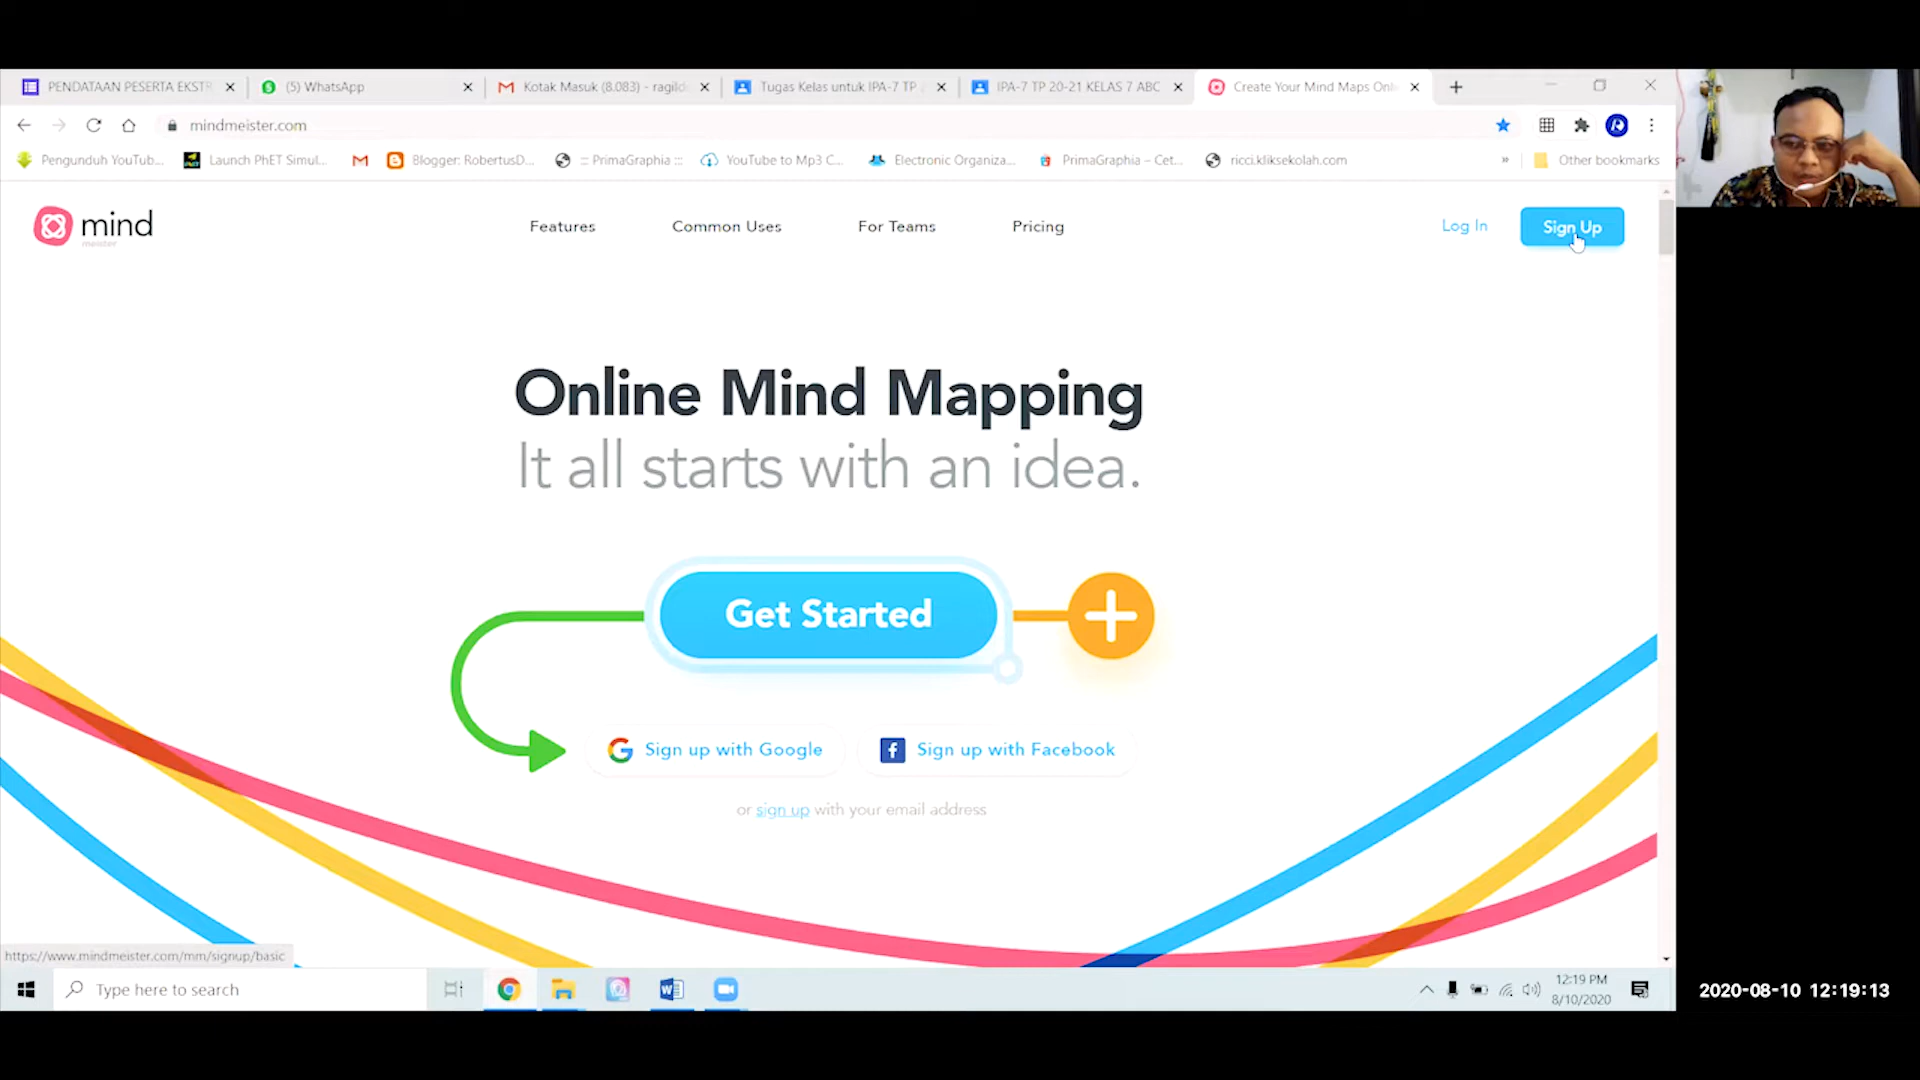 PENDATAAN PESERTA EKSTR
(5) WhatsApp
Kotak Masuk (8.083) - ragild
Tugas Kelas untuk IPA-7 TP 2
IPA-7 TP 20-21 KELAS 7 ABC
Create Your Mind Maps Onl
mindmeister.com
Pengunduh YouTub...
Launch PhET Simul...
Blogger: RobertusD...
:: PrimaGraphia ::
YouTube to Mp3 C...
Electronic Organiza...
PrimaGraphia – Cet...
ricci.kliksekolah.com
»
Other bookmarks
mind
meister
Features
Common Uses
For Teams
Pricing
Log In
Sign Up
Online Mind Mapping
It all starts with an idea.
Get Started
Sign up with Google
Sign up with Facebook
or sign up with your email address
https://www.mindmeister.com/mm/signup/basic
Type here to search
12:19 PM
8/10/2020
2020-08-10 12:19:13